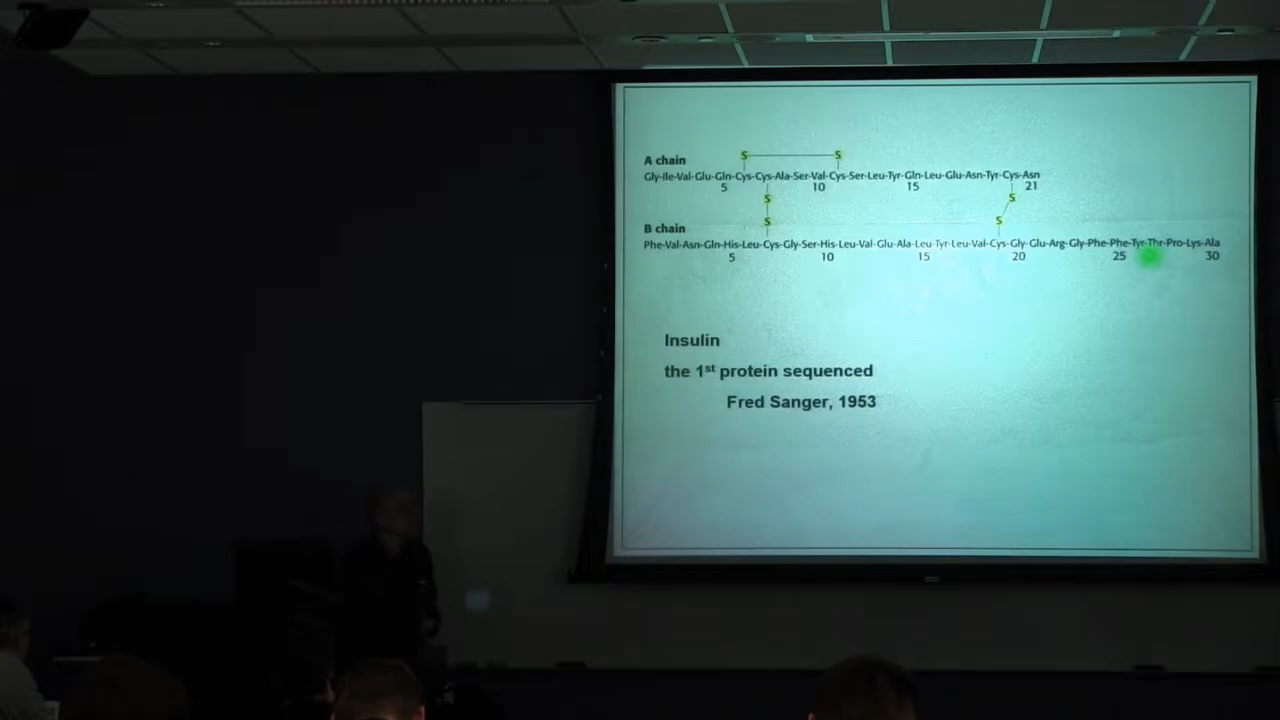 S S
A chain
Gly-Ile-Val-Glu-Gln-Cys-Cys-Ala-Ser-Val-Cys-Ser-Leu-Tyr-Gln-Leu-Glu-Asn-Tyr-Cys-Asn
5 10 15 21
S S
S S
B chain
Phe-Val-Asn-Gln-His-Leu-Cys-Gly-Ser-His-Leu-Val-Glu-Ala-Leu-Tyr-Leu-Val-Cys-Gly-Glu-Arg-Gly-Phe-Phe-Tyr-Thr-Pro-Lys-Ala
5 10 15 20 25 30
Insulin
the 1st protein sequenced
Fred Sanger, 1953